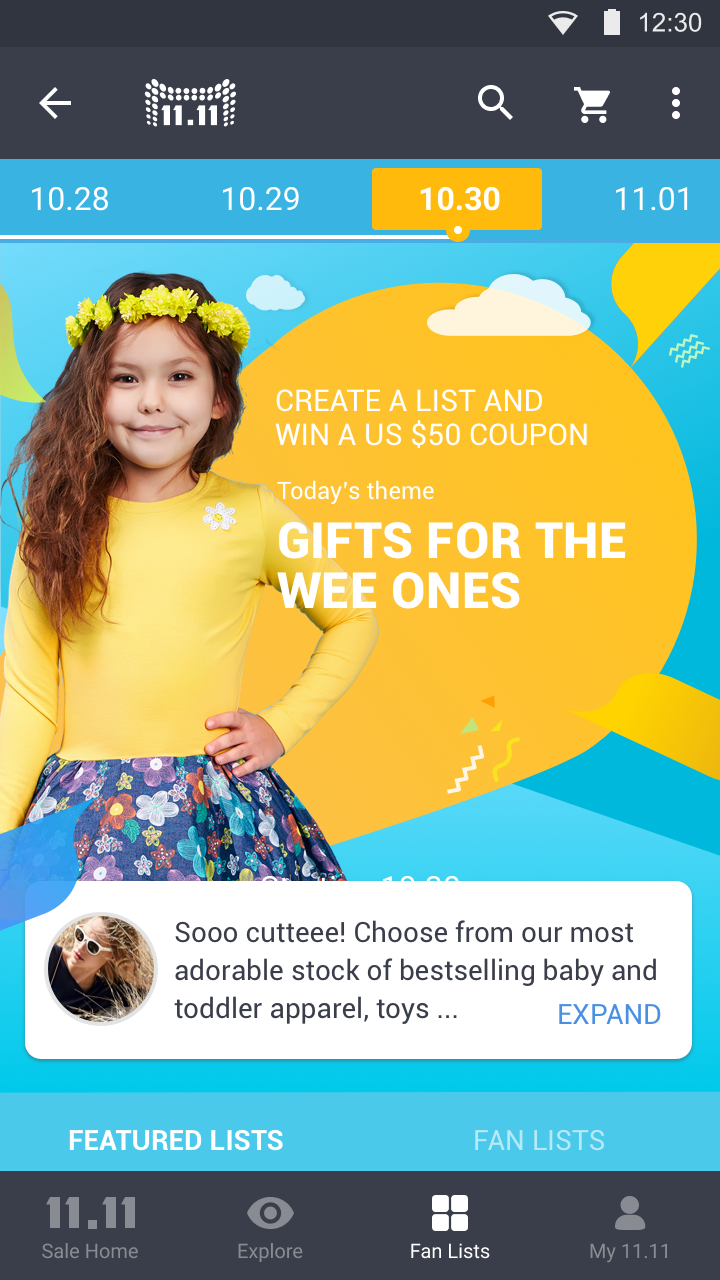 12:30
11.11
10.28 10.29 10.30 11.01
CREATE A LIST AND
WIN A US $50 COUPON
Today's theme
GIFTS FOR THE
WEE ONES
Sooo cutteee! Choose from our most
adorable stock of bestselling baby and
toddler apparel, toys ...
EXPAND
FEATURED LISTS FAN LISTS
11.11
Sale Home Explore Fan Lists My 11.11